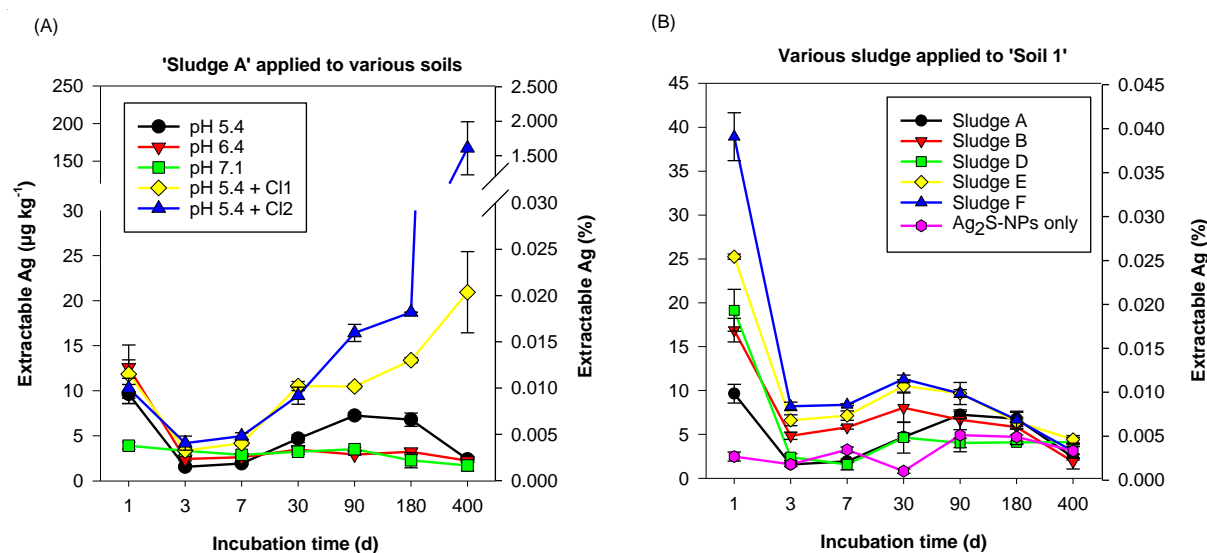 (A)
'Sludge A' applied to various soils
250
200
150
30
25
20
15
10
5
0
Extractable Ag (µg kg⁻¹)
pH 5.4
pH 6.4
pH 7.1
pH 5.4 + Cl1
pH 5.4 + Cl2
2.500
2.000
1.500
0.030
0.025
0.020
0.015
0.010
0.005
0.000
Extractable Ag (%)
1 3 7 30 90 180 400
Incubation time (d)
(B)
Various sludge applied to 'Soil 1'
45
40
35
30
25
20
15
10
5
0
Sludge A
Sludge B
Sludge D
Sludge E
Sludge F
Ag₂S-NPs only
0.045
0.040
0.035
0.030
0.025
0.020
0.015
0.010
0.005
0.000
Extractable Ag (%)
1 3 7 30 90 180 400
Incubation time (d)